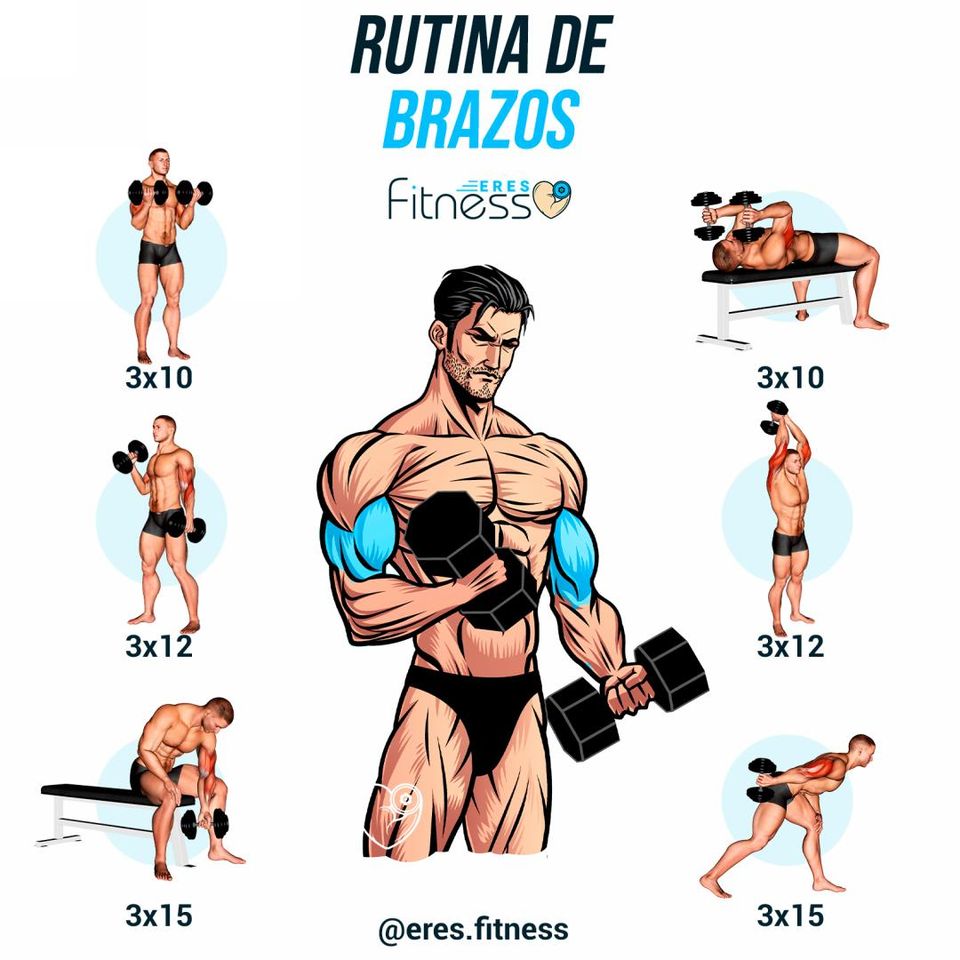 RUTINA DE
BRAZOS
ERES
Fitness
3x10
3x10
3x12
3x12
3x15
3x15
@eres.fitness